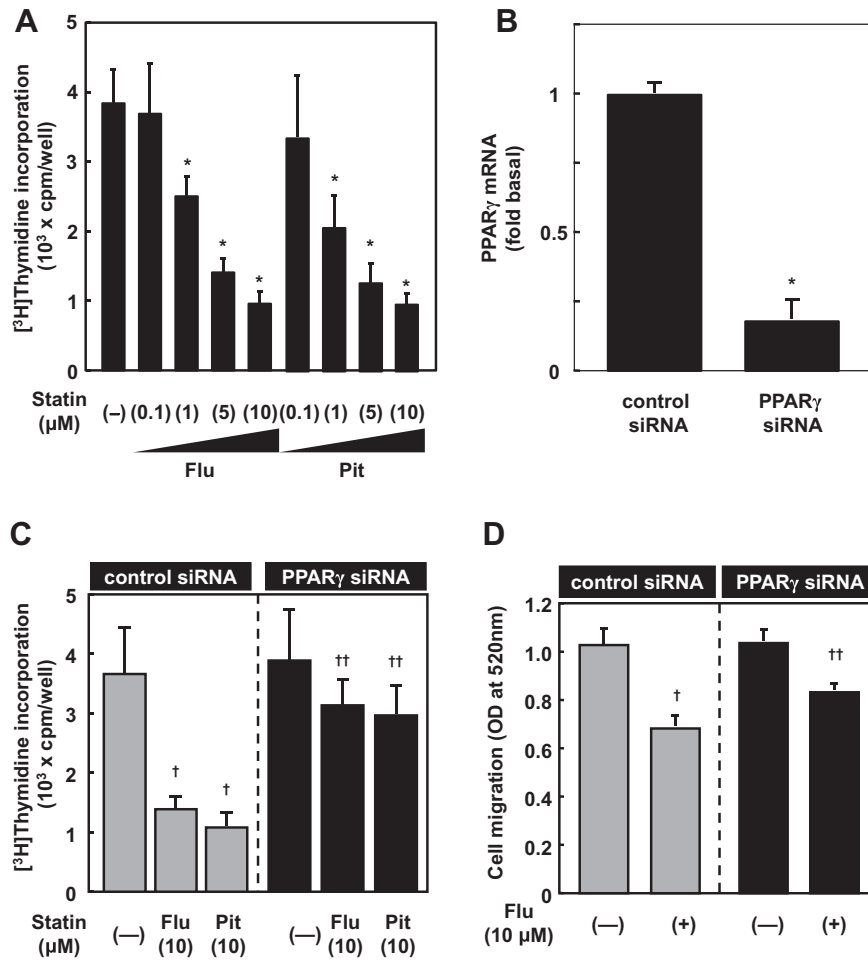 A
[³H]Thymidine incorporation
(10³ x cpm/well)
5
4
3
2
1
0
*
*
*
*
*
*
Statin
(μM)
(–) (0.1) (1) (5) (10) (0.1) (1) (5) (10)
Flu
Pit
B
PPARγ mRNA
(fold basal)
1
0.5
0
*
control
siRNA
PPARγ
siRNA
C
control siRNA
PPARγ siRNA
[³H]Thymidine incorporation
(10³ x cpm/well)
5
4
3
2
1
0
†
†
††
††
Statin
(μM)
(—)
Flu
(10)
Pit
(10)
(—)
Flu
(10)
Pit
(10)
D
control siRNA
PPARγ siRNA
Cell migration (OD at 520nm)
1.2
1.0
0.8
0.6
0.4
0.2
0.0
†
††
Flu
(10 μM)
(—)
(+)
(—)
(+)